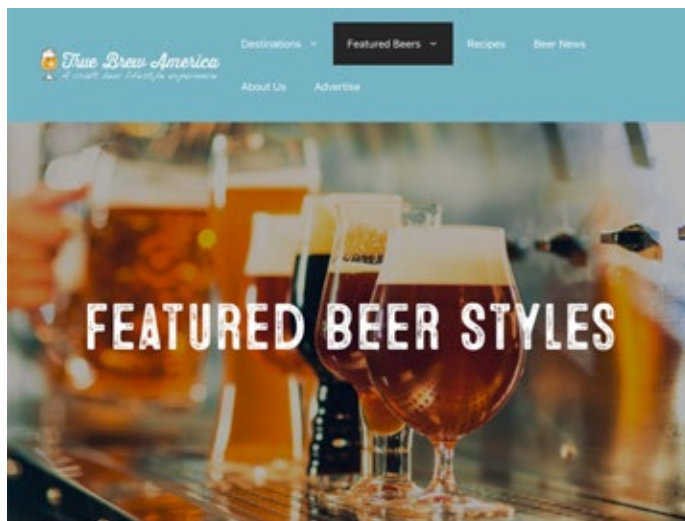 True Brew America
A craft beer lifestyle experience
Destinations
Featured Beers
Recipes
Beer News
About Us
Advertise
FEATURED BEER STYLES